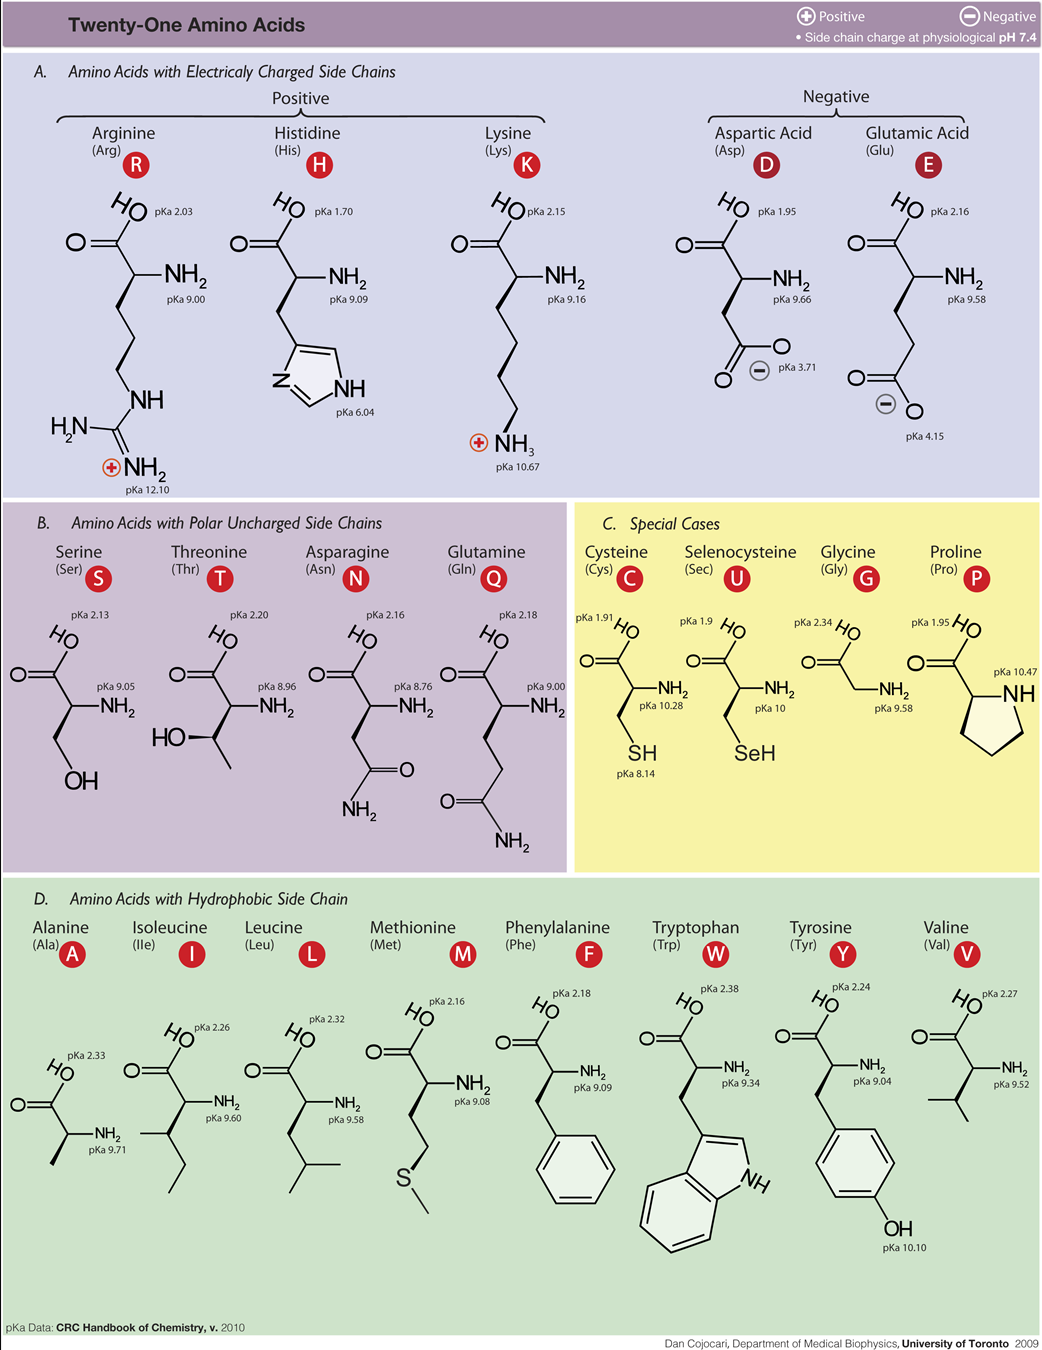 Twenty-One Amino Acids
+ Positive
− Negative
• Side chain charge at physiological pH 7.4
A. Amino Acids with Electricaly Charged Side Chains
Positive
Negative
Arginine
(Arg)
R
Histidine
(His)
H
Lysine
(Lys)
K
Aspartic Acid
(Asp)
D
Glutamic Acid
(Glu)
E
HO pKa 2.03
O
NH2
pKa 9.00
NH
H2N
+ NH2
pKa 12.10
HO pKa 1.70
O
NH2
pKa 9.09
N
NH
pKa 6.04
HO pKa 2.15
O
NH2
pKa 9.16
+ NH3
pKa 10.67
HO pKa 1.95
O
NH2
pKa 9.66
O
O −
pKa 3.71
HO pKa 2.16
O
NH2
pKa 9.58
O
− O
pKa 4.15
B. Amino Acids with Polar Uncharged Side Chains
Serine
(Ser)
S
Threonine
(Thr)
T
Asparagine
(Asn)
N
Glutamine
(Gln)
Q
pKa 2.13
HO
O
pKa 9.05
NH2
OH
pKa 2.20
HO
O
pKa 8.96
NH2
HO
pKa 2.16
HO
O
pKa 8.76
NH2
O
NH2
pKa 2.18
HO
O
pKa 9.00
NH2
O
NH2
C. Special Cases
Cysteine
(Cys)
C
Selenocysteine
(Sec)
U
Glycine
(Gly)
G
Proline
(Pro)
P
pKa 1.91 HO
O
NH2
pKa 10.28
SH
pKa 8.14
pKa 1.9 HO
O
NH2
pKa 10
SeH
pKa 2.34 HO
O
NH2
pKa 9.58
pKa 1.95 HO
O
pKa 10.47
NH
D. Amino Acids with Hydrophobic Side Chain
Alanine
(Ala)
A
Isoleucine
(Ile)
I
Leucine
(Leu)
L
Methionine
(Met)
M
Phenylalanine
(Phe)
F
Tryptophan
(Trp)
W
Tyrosine
(Tyr)
Y
Valine
(Val)
V
pKa 2.33
HO
O
NH2
pKa 9.71
HO pKa 2.26
O
NH2
pKa 9.60
pKa 2.32
HO
O
NH2
pKa 9.58
pKa 2.16
HO
O
NH2
pKa 9.08
S
pKa 2.18
HO
O
NH2
pKa 9.09
pKa 2.38
HO
O
NH2
pKa 9.34
NH
pKa 2.24
HO
O
NH2
pKa 9.04
OH
pKa 10.10
pKa 2.27
HO
O
NH2
pKa 9.52
pKa Data: CRC Handbook of Chemistry, v. 2010
Dan Cojocari, Department of Medical Biophysics, University of Toronto 2009